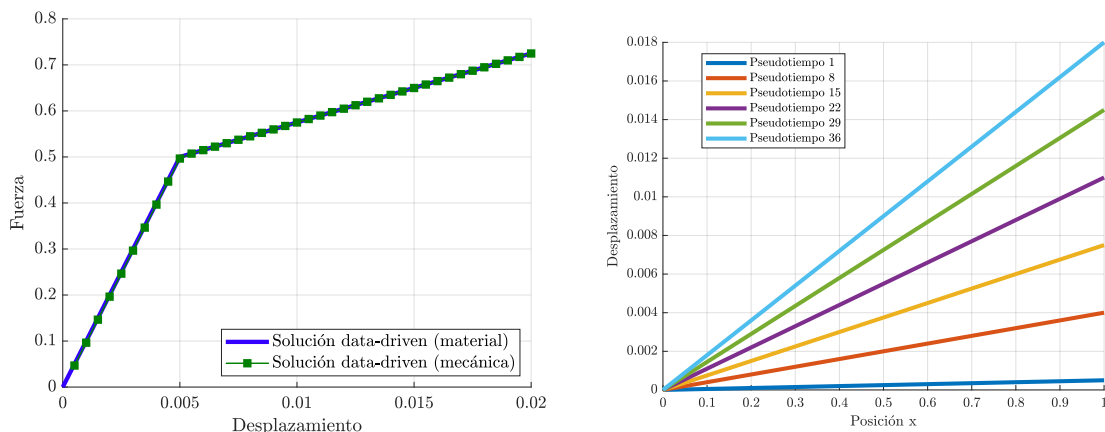 0.8
0.7
0.6
0.5
0.4
0.3
0.2
0.1
0
Fuerza
0 0.005 0.01 0.015 0.02
Desplazamiento
Solución data-driven (material)
Solución data-driven (mecánica)
0.018
0.016
0.014
0.012
0.01
0.008
0.006
0.004
0.002
0
Desplazamiento
0 0.1 0.2 0.3 0.4 0.5 0.6 0.7 0.8 0.9 1
Posición x
Pseudotiempo 1
Pseudotiempo 8
Pseudotiempo 15
Pseudotiempo 22
Pseudotiempo 29
Pseudotiempo 36